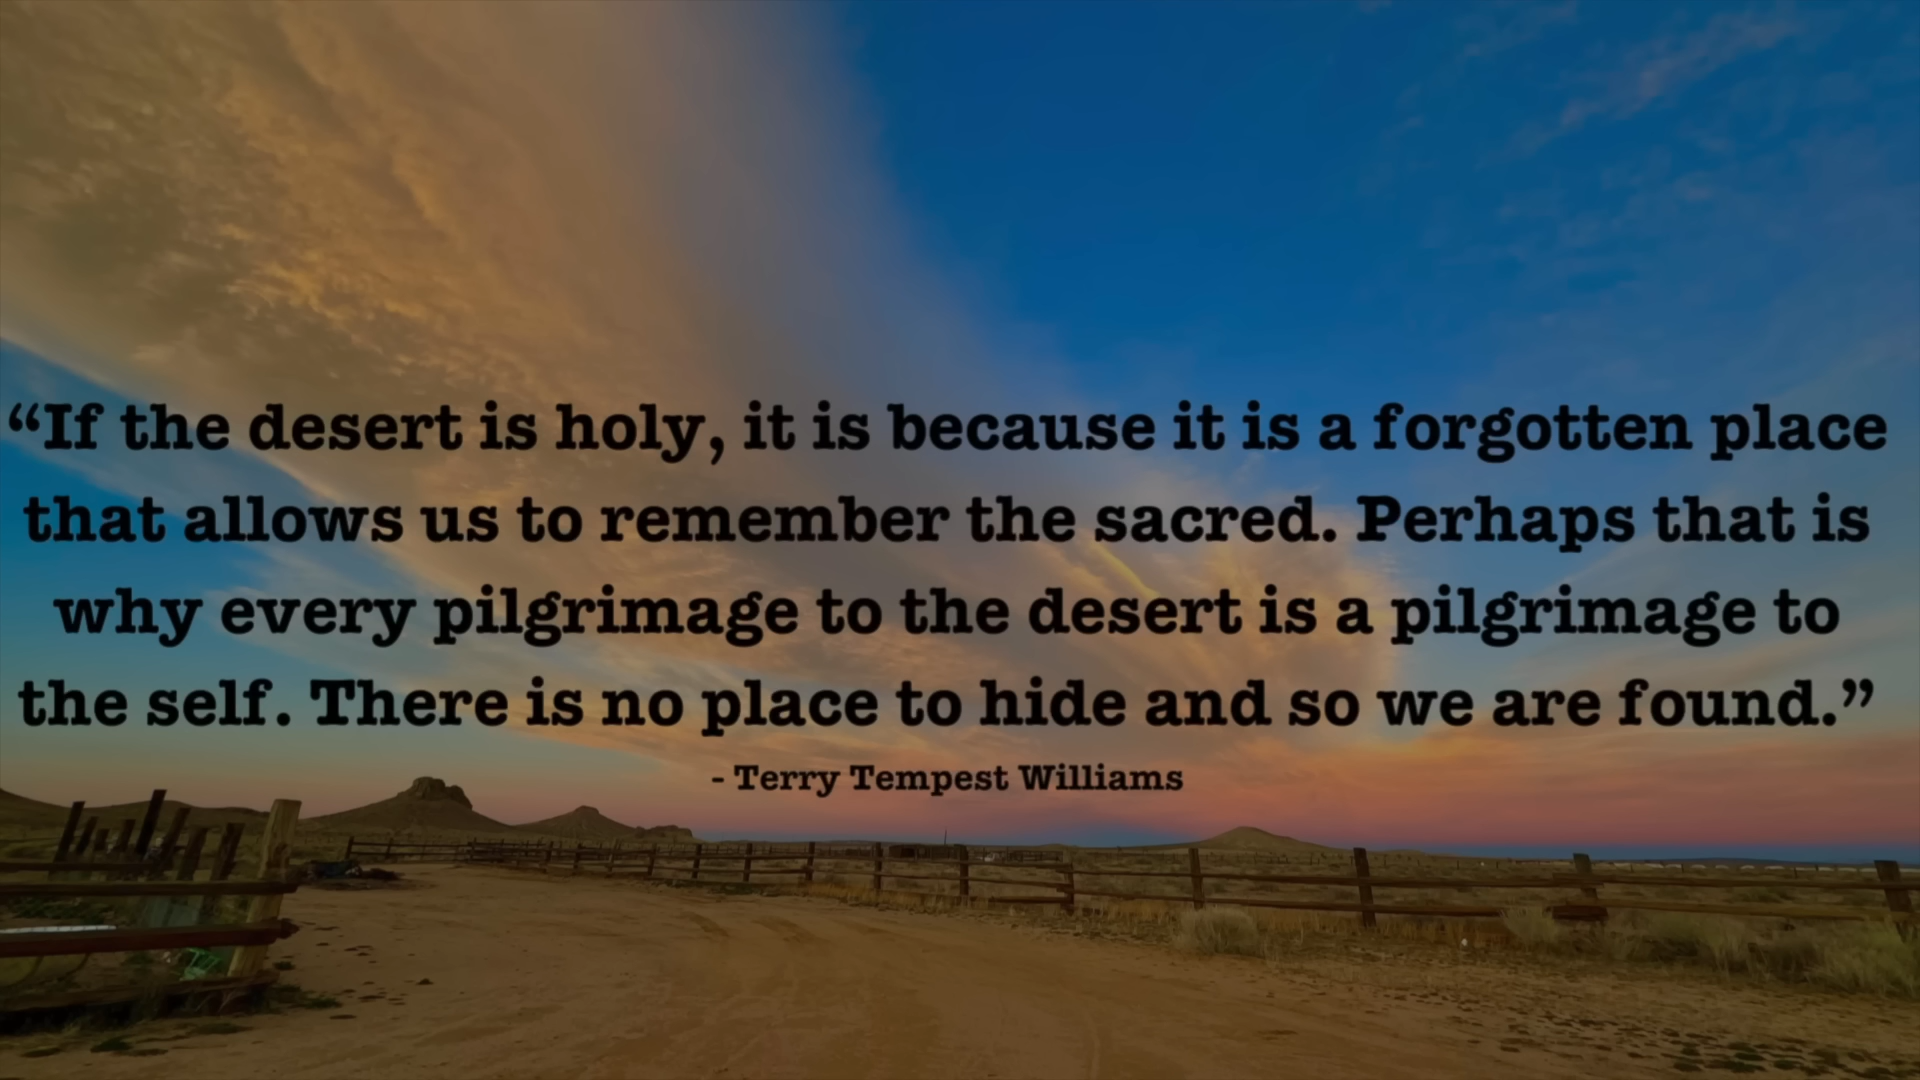 “If the desert is holy, it is because it is a forgotten place
that allows us to remember the sacred. Perhaps that is
why every pilgrimage to the desert is a pilgrimage to
the self. There is no place to hide and so we are found.”
- Terry Tempest Williams